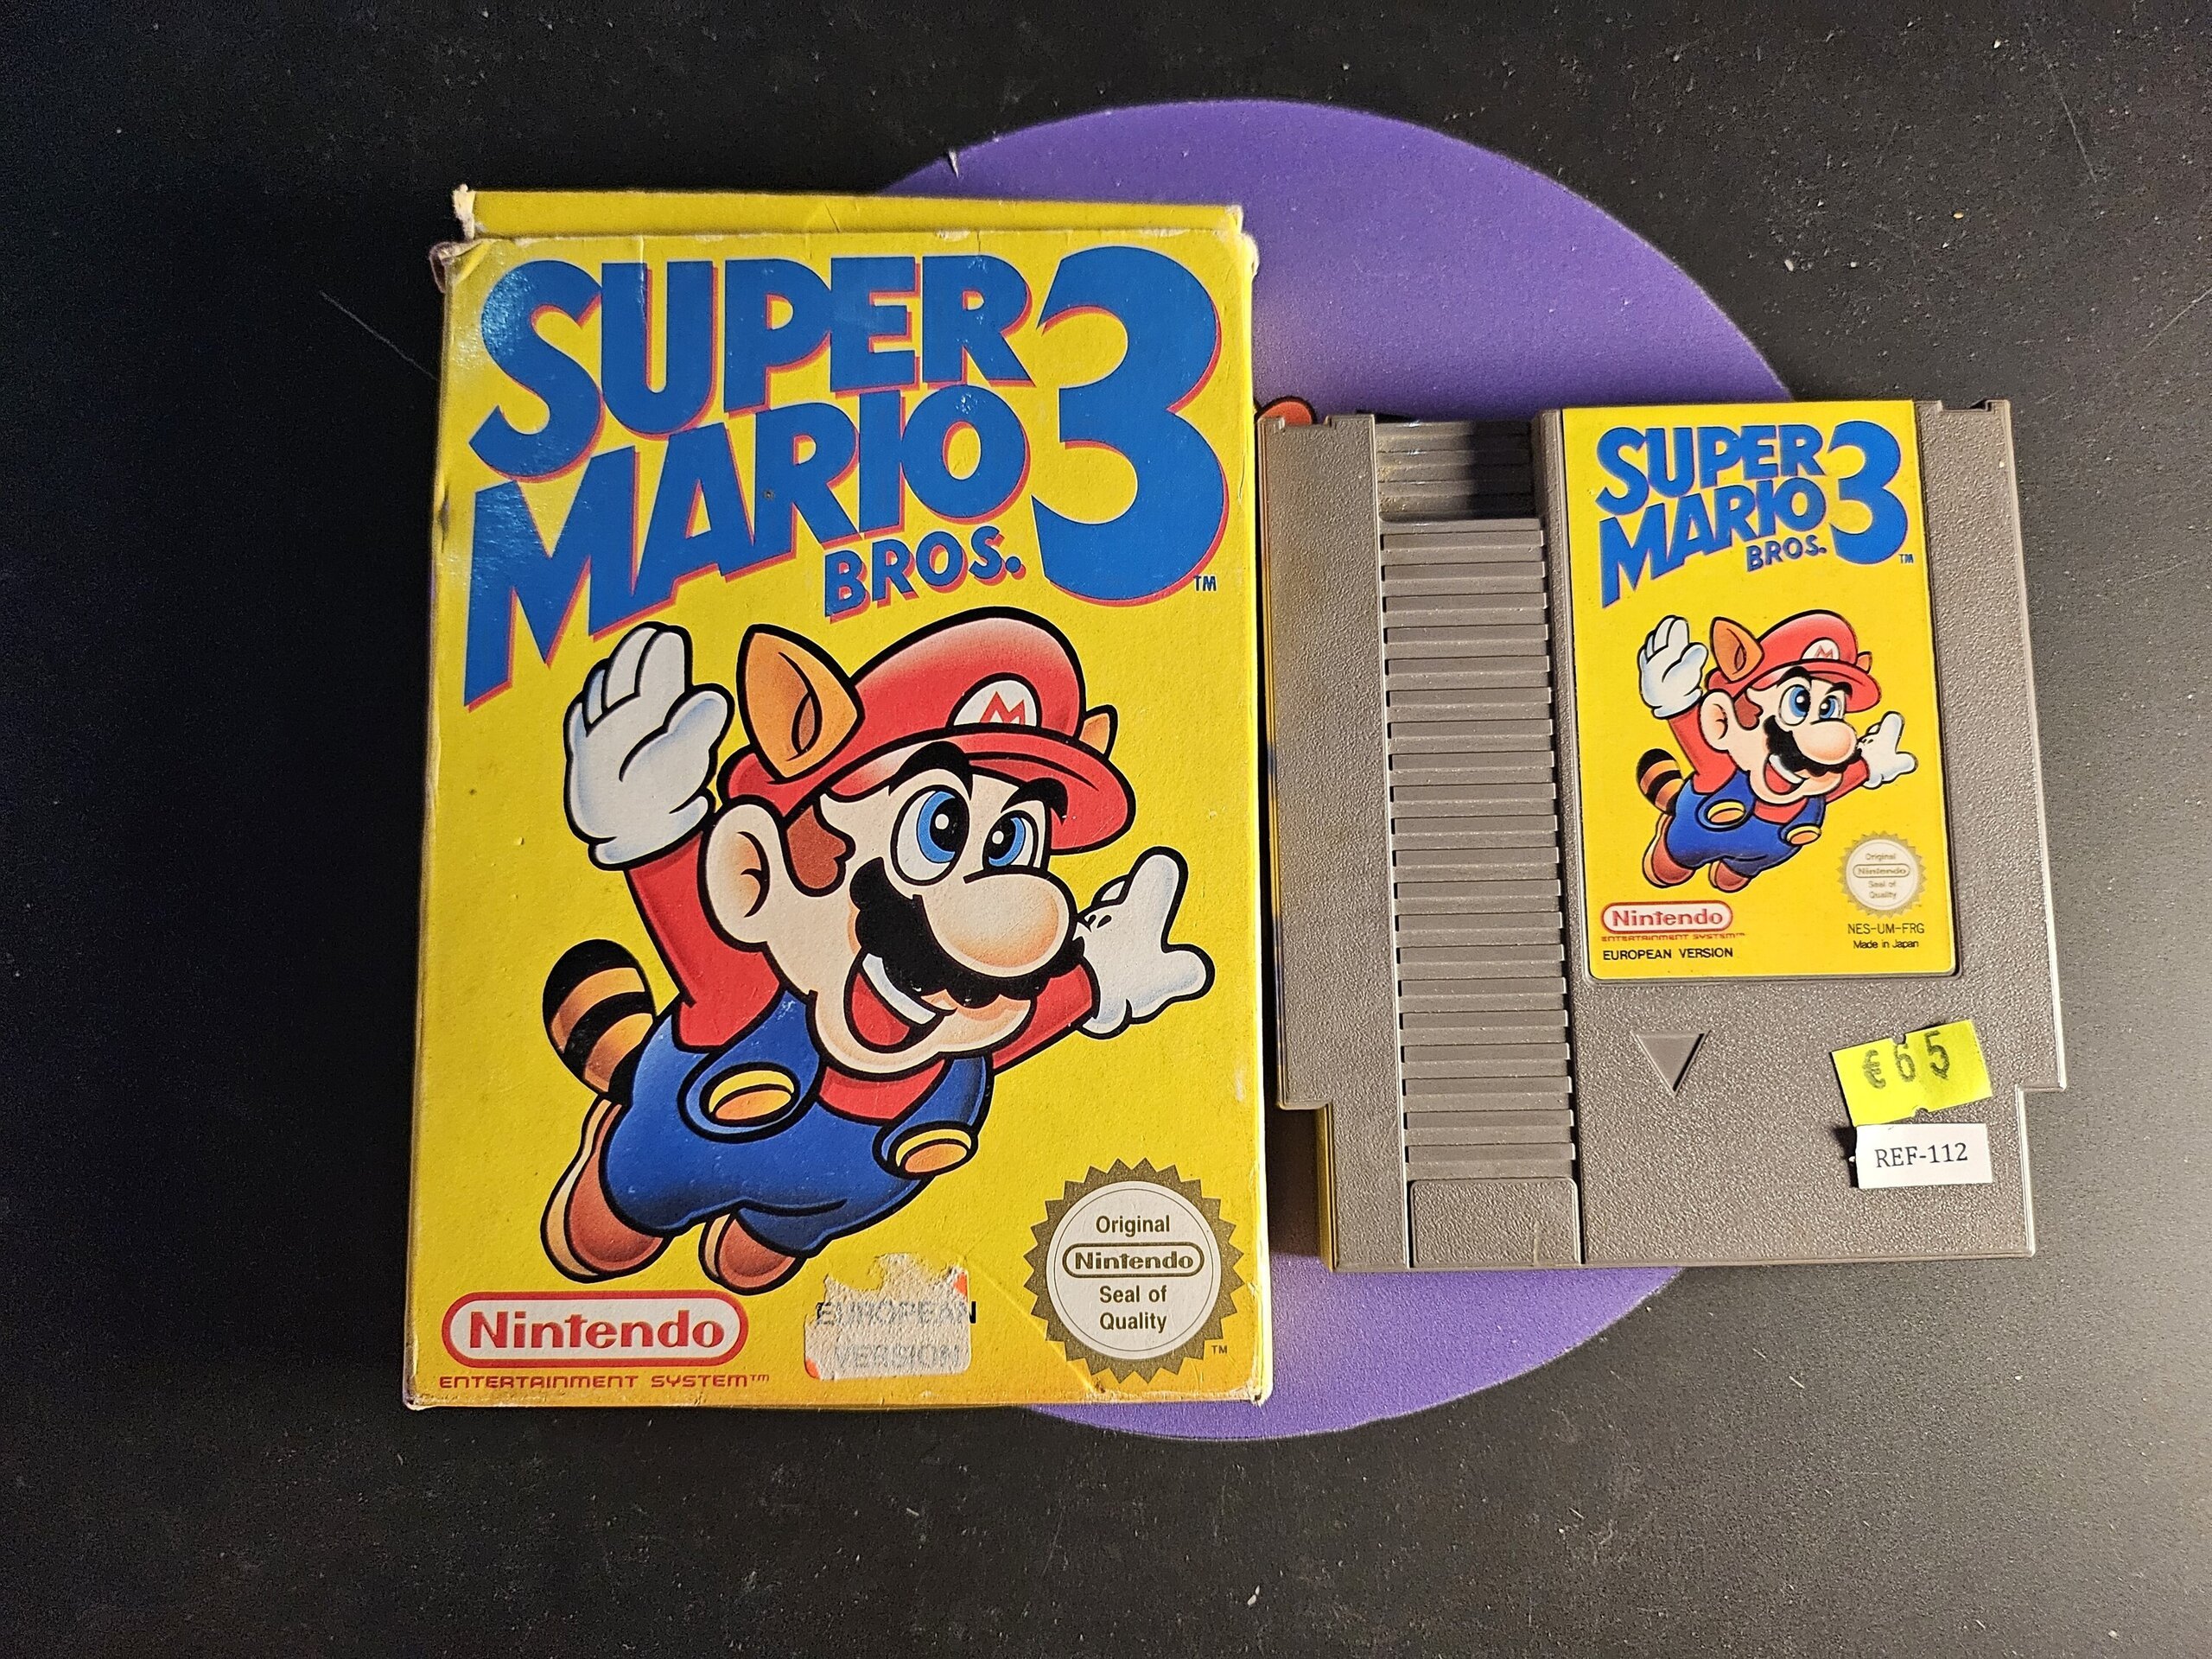 SUPER
MARIO
BROS. 3
TM
M
Original
Nintendo
Seal of
Quality
TM
Nintendo
ENTERTAINMENT SYSTEM™
EUROPEAN
VERSION
SUPER
MARIO
BROS. 3
TM
M
Original
Nintendo
Seal of
Quality
Nintendo
ENTERTAINMENT SYSTEM™
EUROPEAN VERSION
NES-UM-FRG
Made in Japan
€65
REF-112